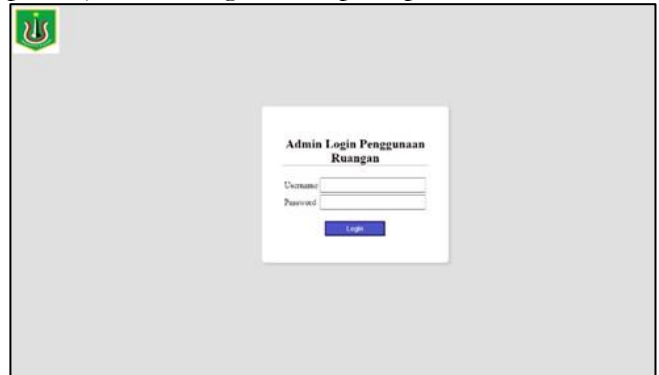 Admin Login Penggunaan
Ruangan
Username
Password
Login